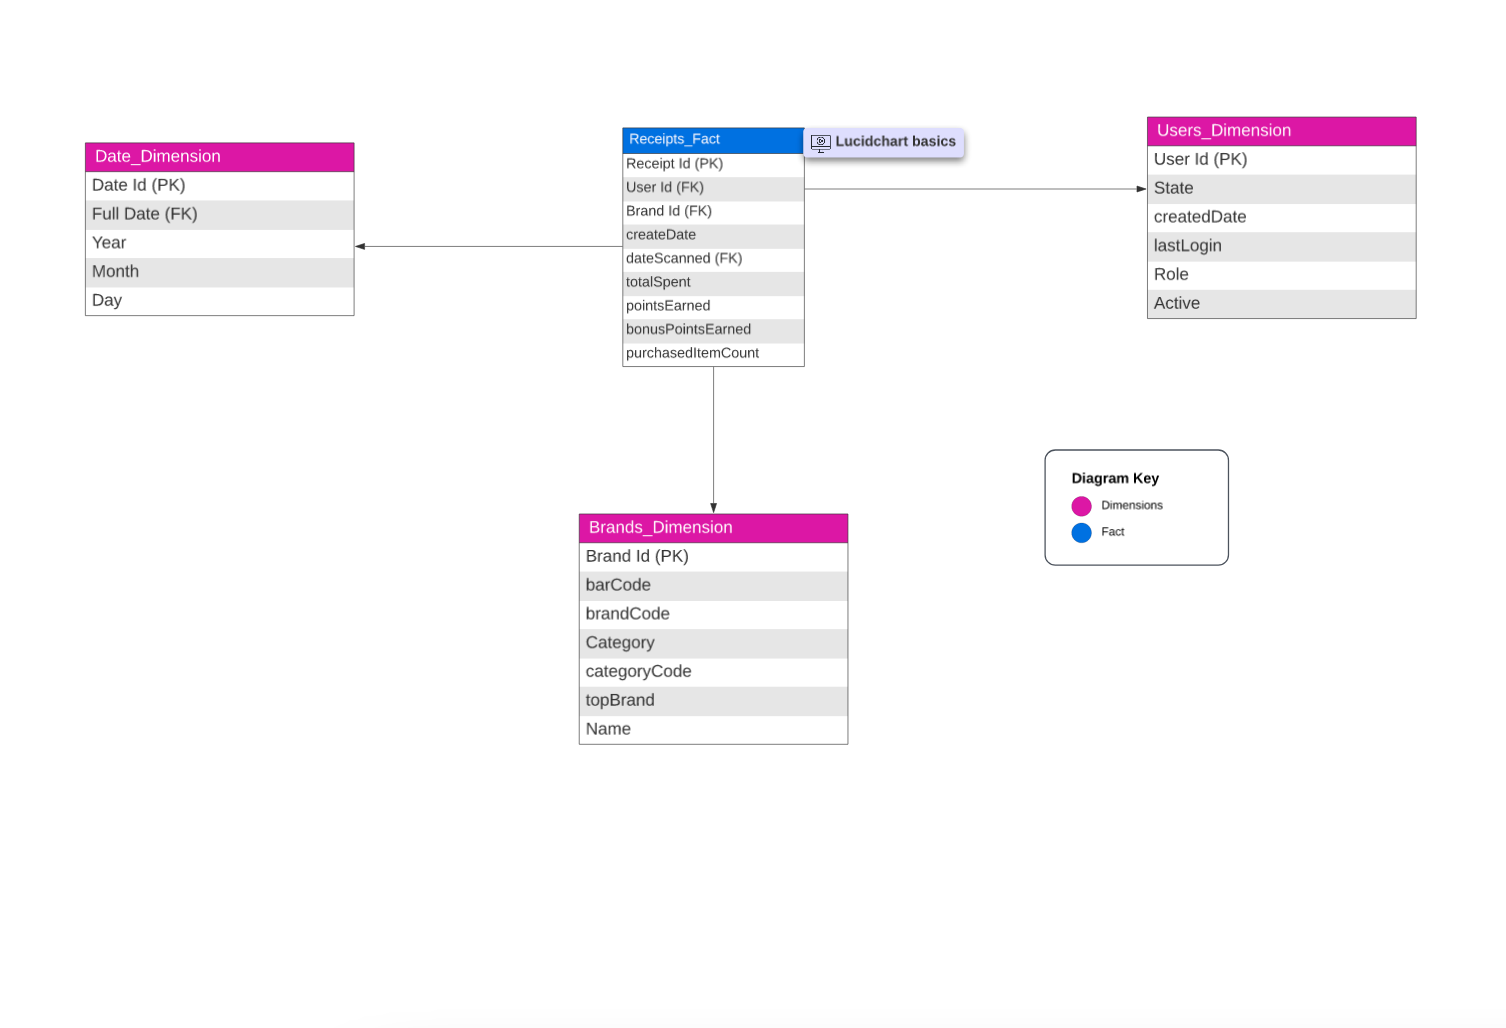 Date_Dimension
Date Id (PK)
Full Date (FK)
Year
Month
Day
Receipts_Fact
Receipt Id (PK)
User Id (FK)
Brand Id (FK)
createDate
dateScanned (FK)
totalSpent
pointsEarned
bonusPointsEarned
purchasedItemCount
Lucidchart basics
Users_Dimension
User Id (PK)
State
createdDate
lastLogin
Role
Active
Diagram Key
Dimensions
Fact
Brands_Dimension
Brand Id (PK)
barCode
brandCode
Category
categoryCode
topBrand
Name